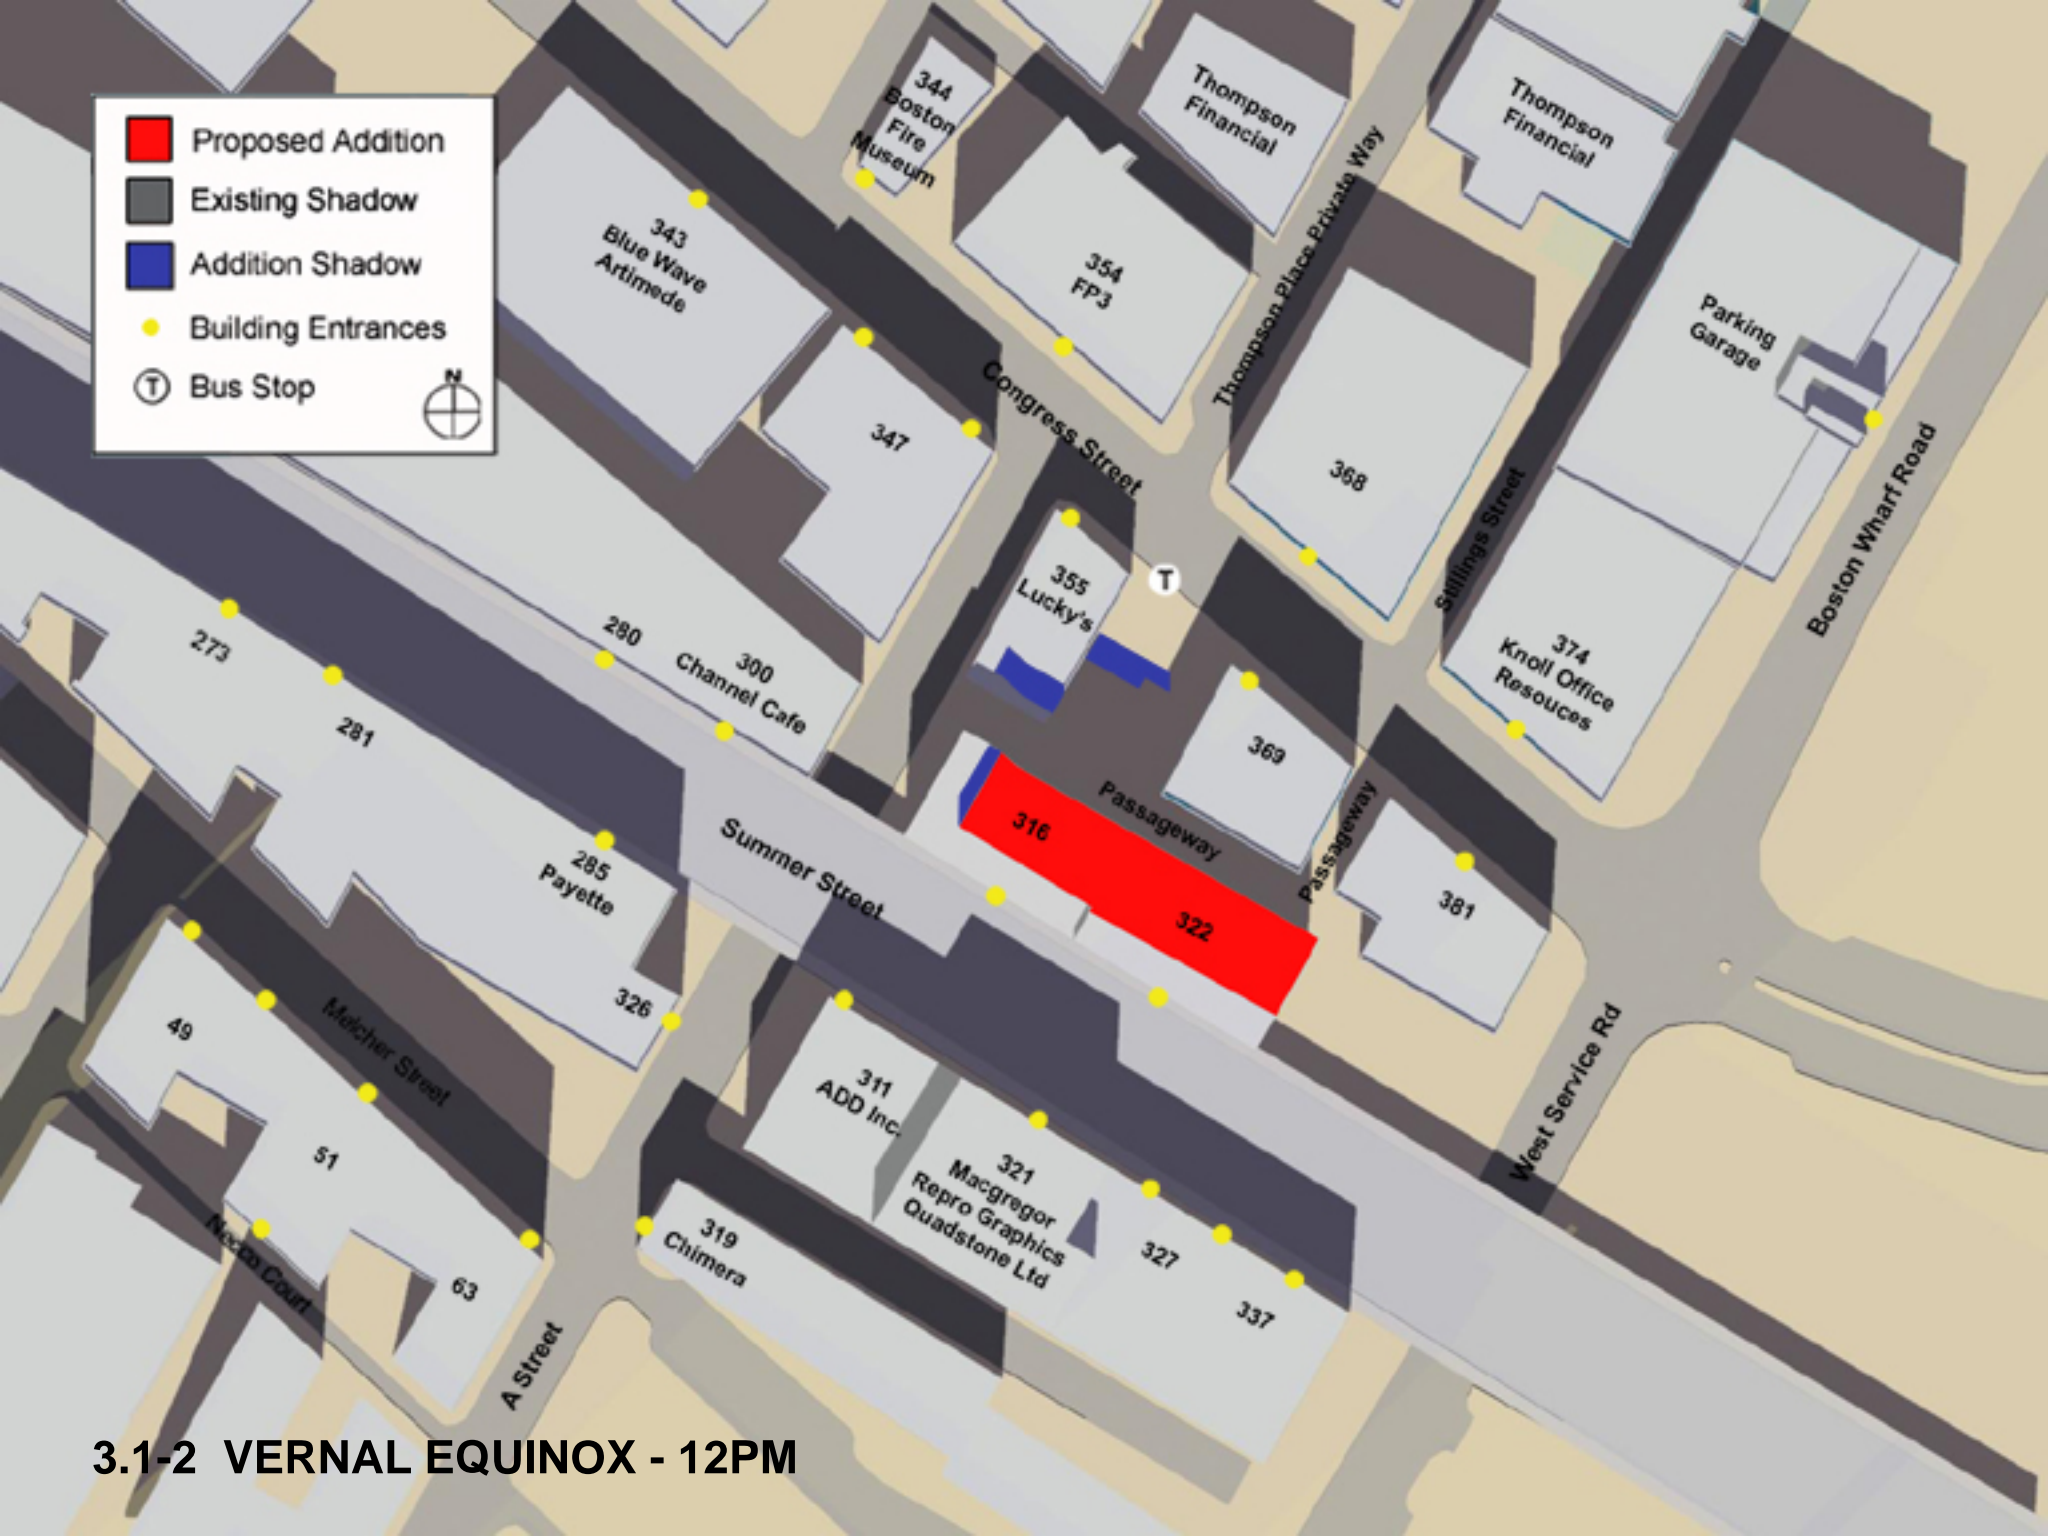 344
Boston
Fire
Museum
Thompson
Financial
Thompson
Financial
Proposed Addition
Existing Shadow
Addition Shadow
Building Entrances
T Bus Stop
N
343
Blue Wave
Artimede
354
FP3
Thompson Place Private Way
Parking
Garage
347
Congress Street
368
Stillings Street
Boston Wharf Road
355
Lucky's
T
374
Knoll Office
Resouces
273
280
300
Channel Cafe
281
369
Passageway
Passageway
316
322
381
Summer Street
285
Payette
326
49
Melcher Street
311
ADD Inc.
West Service Rd
51
321
Macgregor
Repro Graphics
Quadstone Ltd
319
Chimera
327
337
Necco Court
63
A Street
3.1-2 VERNAL EQUINOX - 12PM